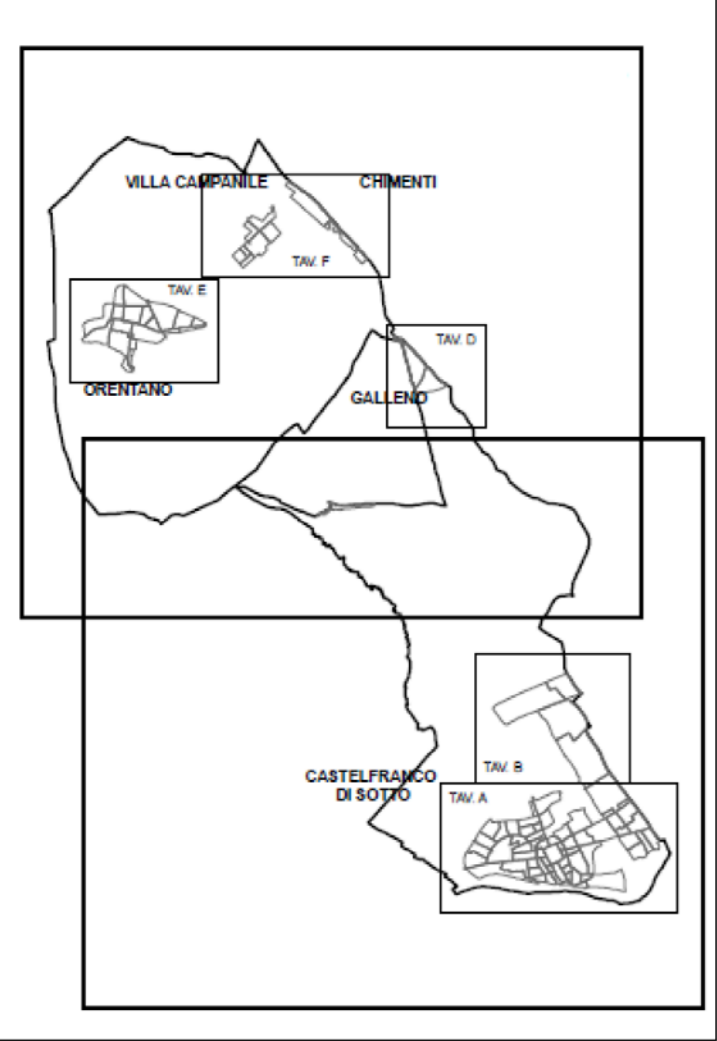 VILLA CAMPANILE
CHIMENTI
TAV. F
TAV. E
ORENTANO
TAV. D
GALLENO
CASTELFRANCO
DI SOTTO
TAV. B
TAV. A